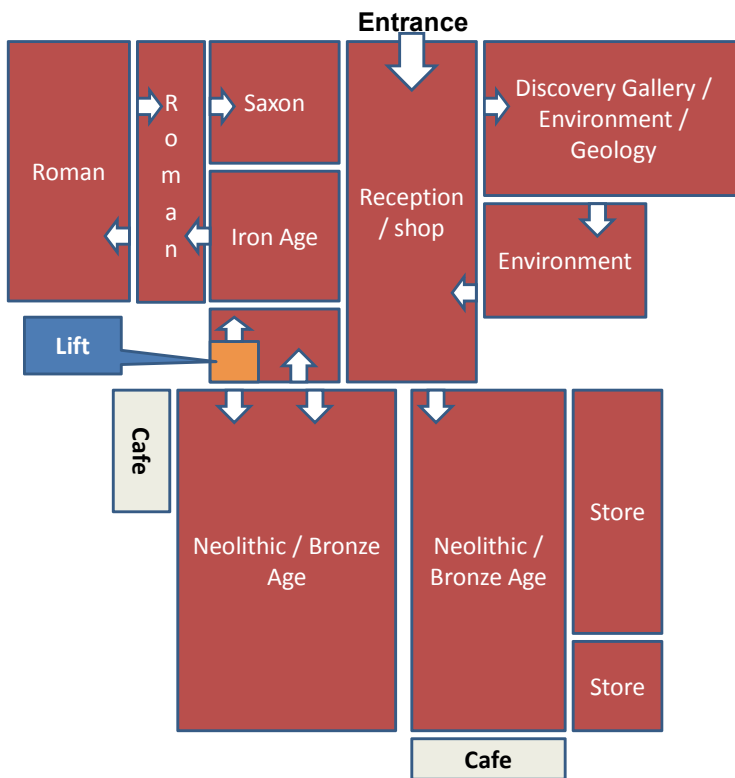 Entrance
Roman
Roman
Saxon
Discovery Gallery /
Environment /
Geology
Reception
/ shop
Iron Age
Environment
Lift
Cafe
Neolithic / Bronze
Age
Neolithic /
Bronze Age
Store
Store
Cafe